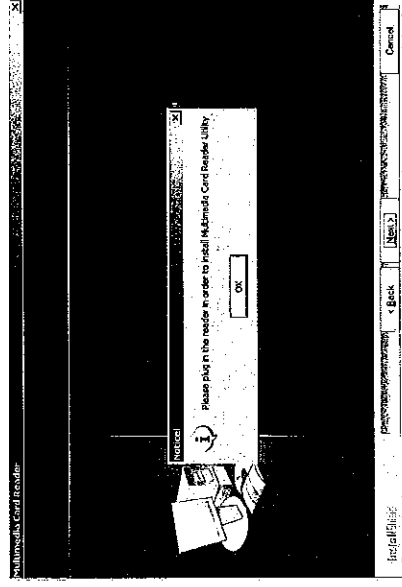 Multimedia Card Reader
Notice!
Please plug in the reader in order to install Multimedia Card Reader Utility
OK
InstallShield
< Back
Next >
Cancel